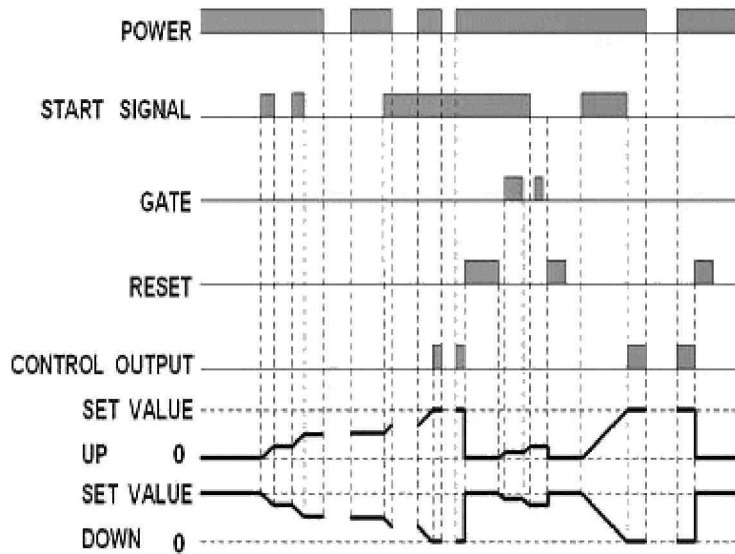 POWER
START SIGNAL
GATE
RESET
CONTROL OUTPUT
SET VALUE
UP 0
SET VALUE
DOWN 0